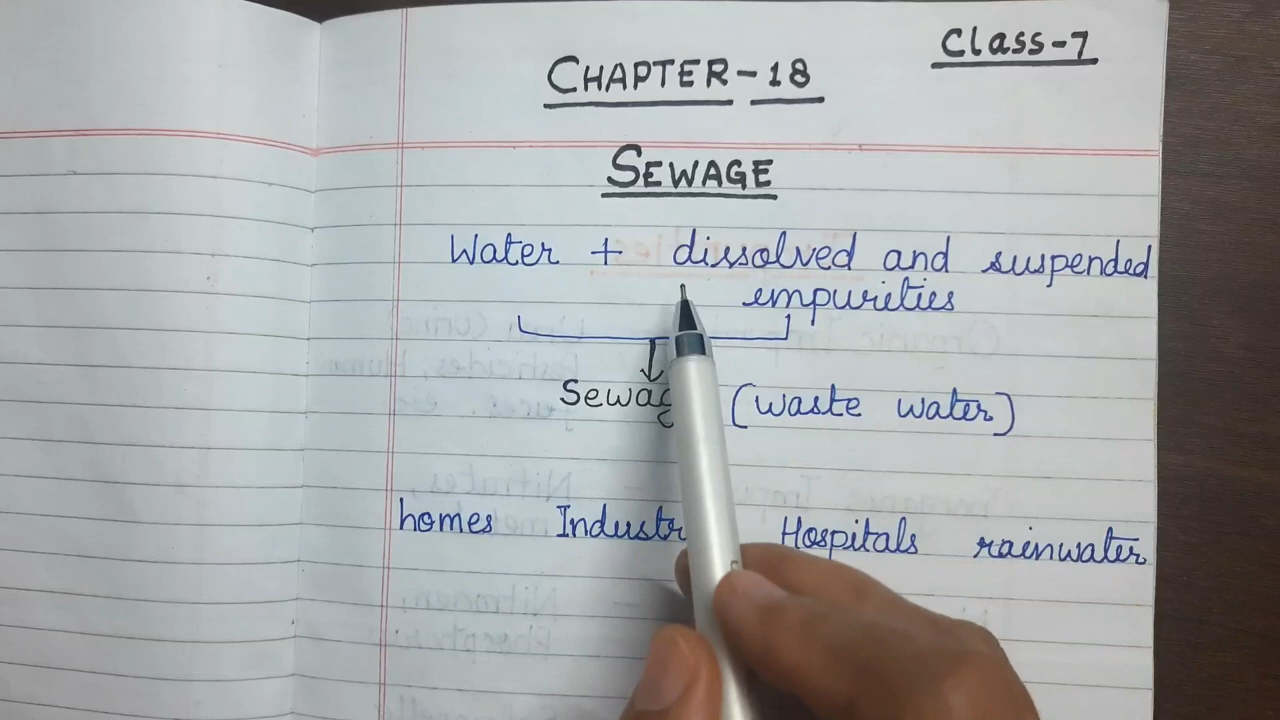 Class-7
CHAPTER-18
SEWAGE
Water + dissolved and suspended
empurities
Sewag (waste water)
homes Industr Hospitals rainwater